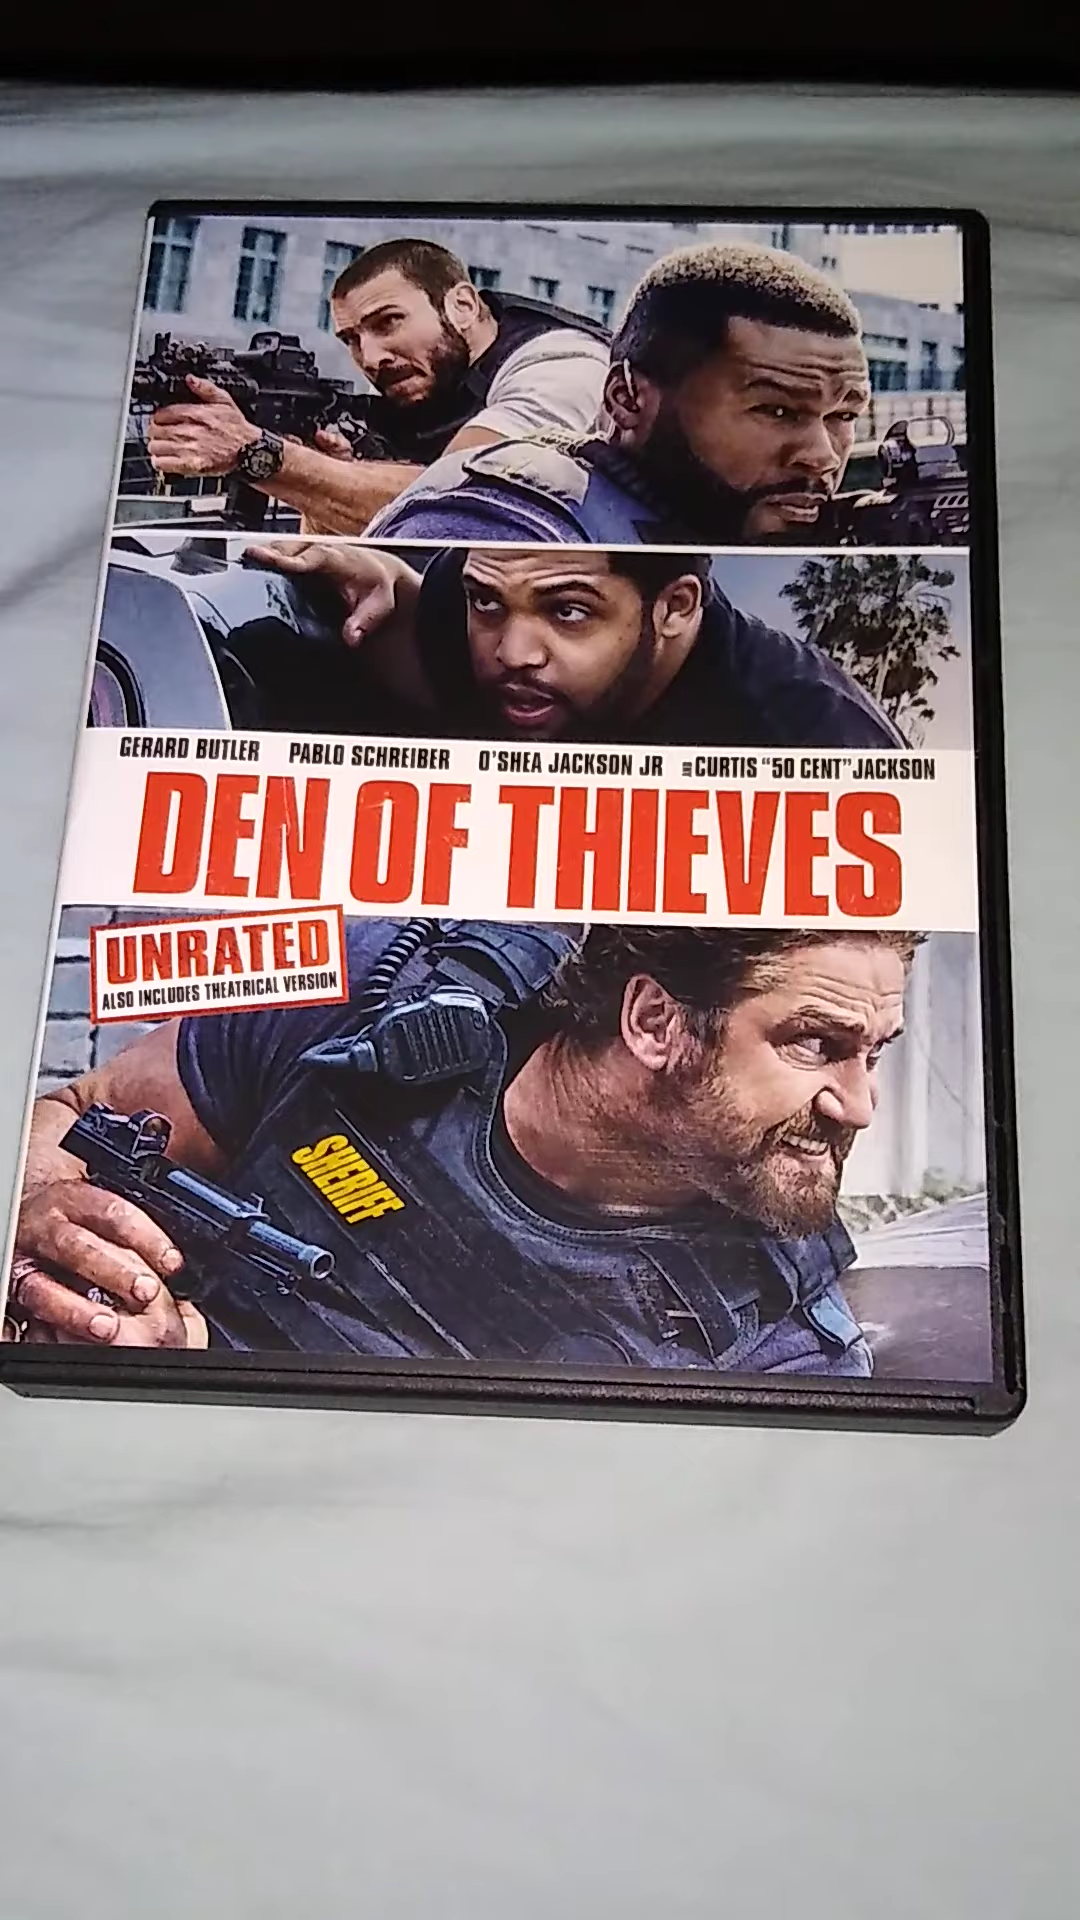 GERARD BUTLER PABLO SCHREIBER O'SHEA JACKSON JR AND CURTIS "50 CENT" JACKSON
DEN OF THIEVES
UNRATED
ALSO INCLUDES THEATRICAL VERSION
SHERIFF